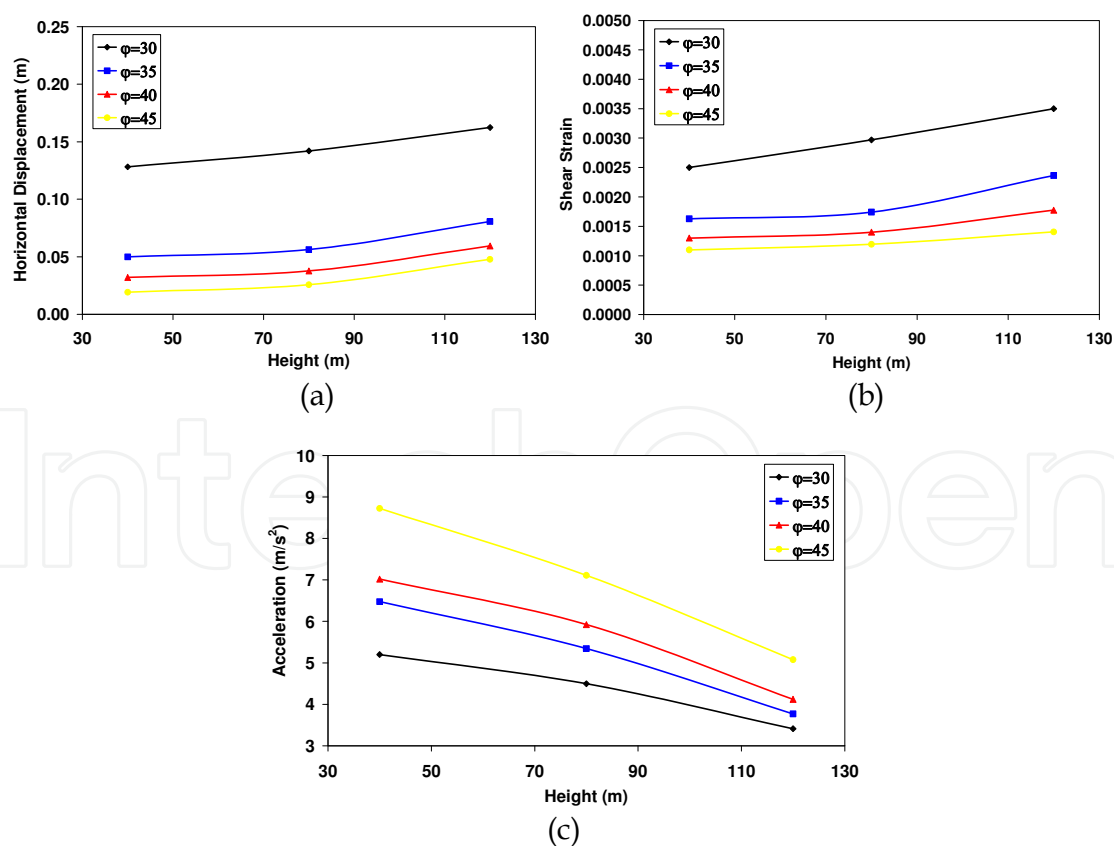 0.25
0.20
0.15
0.10
0.05
0.00
Horizontal Displacement (m)
φ=30
φ=35
φ=40
φ=45
30 50 70 90 110 130
Height (m)
(a)
0.0050
0.0045
0.0040
0.0035
0.0030
0.0025
0.0020
0.0015
0.0010
0.0005
0.0000
Shear Strain
φ=30
φ=35
φ=40
φ=45
30 50 70 90 110 130
Height (m)
(b)
IntechOpen
10
9
8
7
6
5
4
3
Acceleration (m/s²)
φ=30
φ=35
φ=40
φ=45
30 50 70 90 110 130
Height (m)
(c)